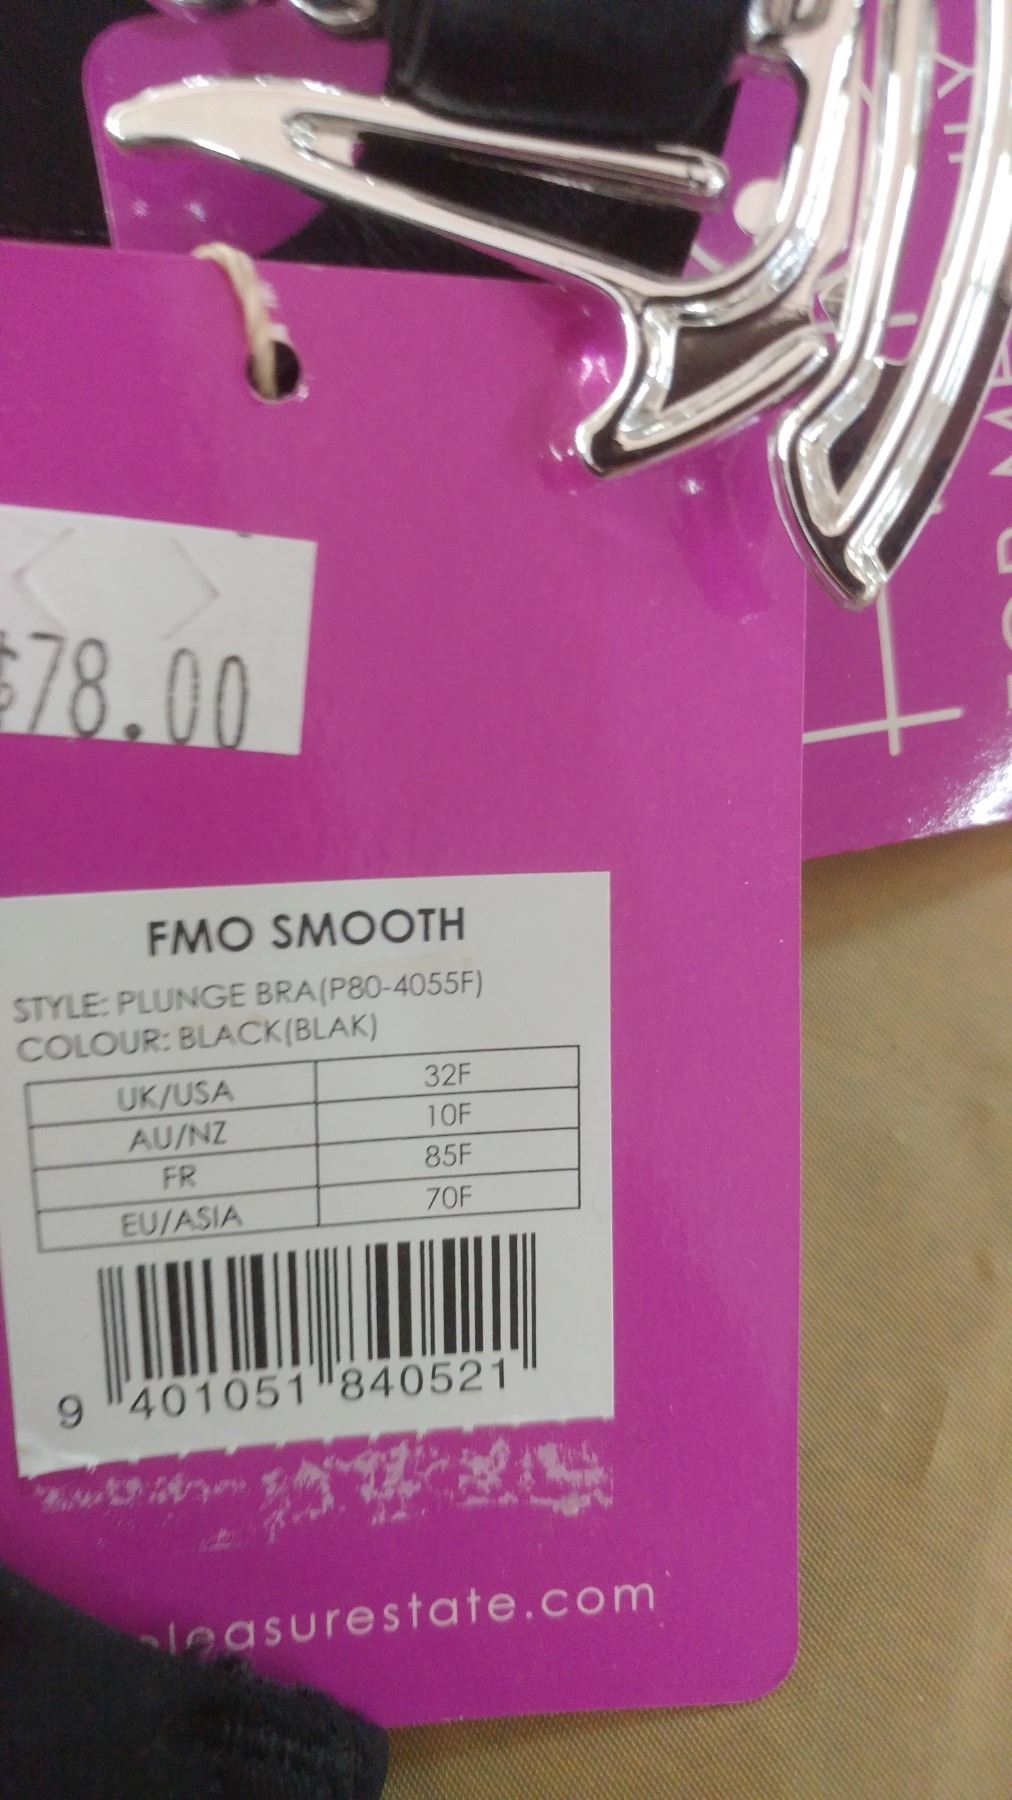 $78.00
FMO SMOOTH
STYLE: PLUNGE BRA(P80-4055F)
COLOUR: BLACK(BLAK)
UK/USA 32F
AU/NZ 10F
FR 85F
EU/ASIA 70F
9 401051 840521
pleasurestate.com